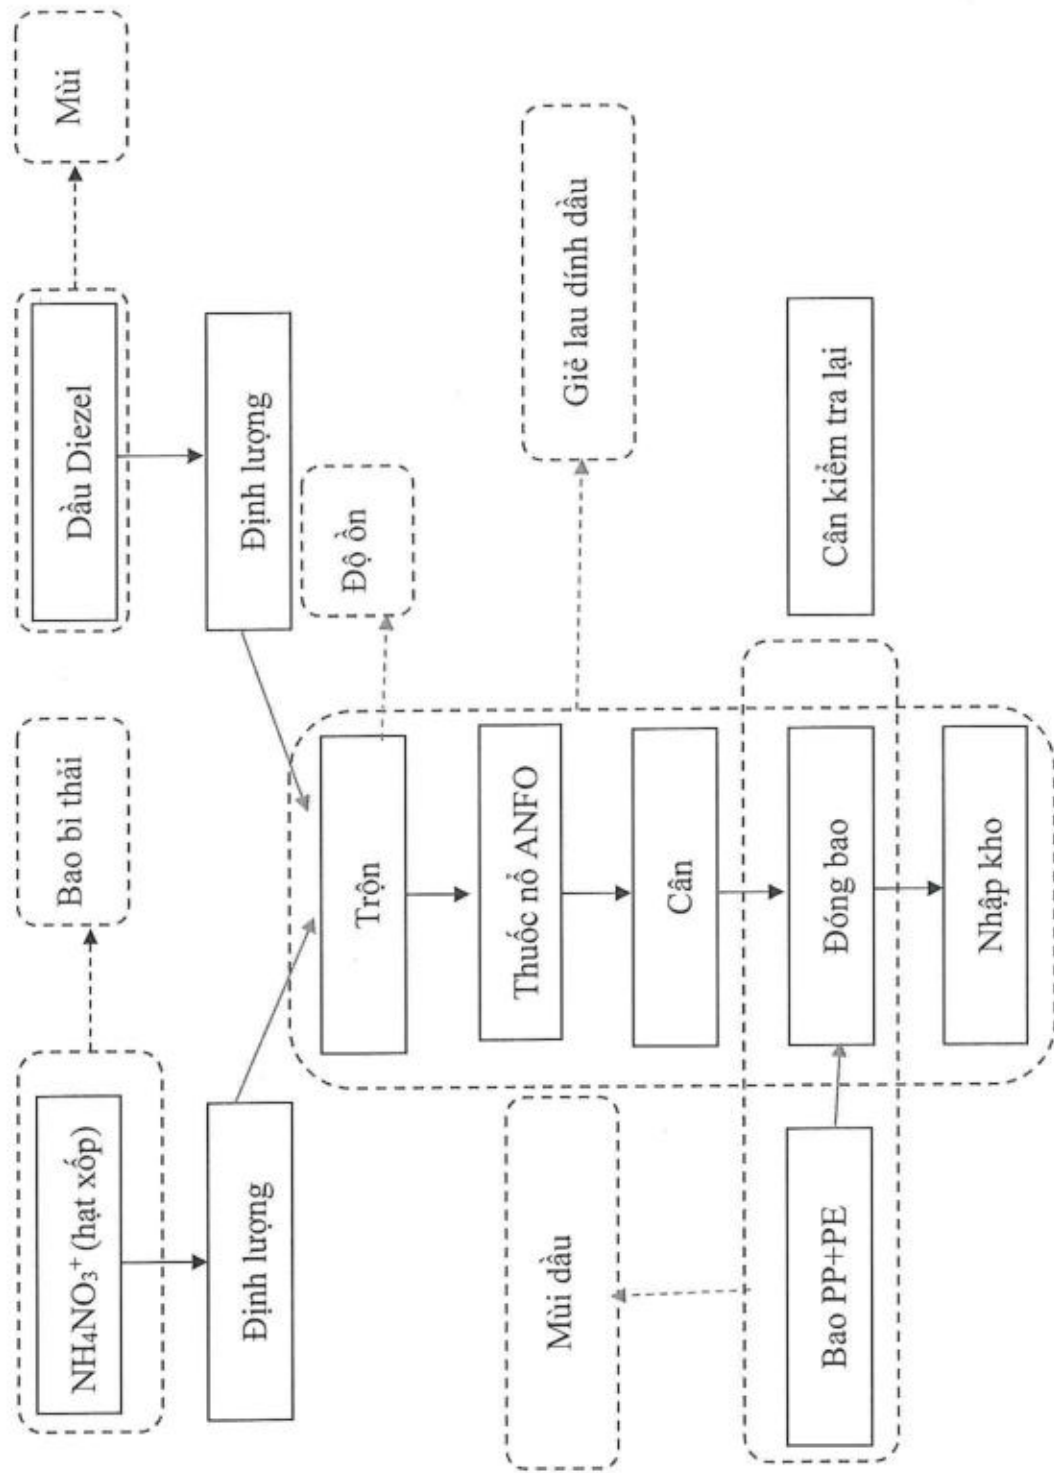 NH₄NO₃⁺ (hạt xốp)
Bao bì thải
Dầu Diezel
Mùi
Định lượng
Định lượng
Trộn
Độ ồn
Thuốc nổ ANFO
Mùi dầu
Giẻ lau dính dầu
Cân
Bao PP+PE
Đóng bao
Cân kiểm tra lại
Nhập kho